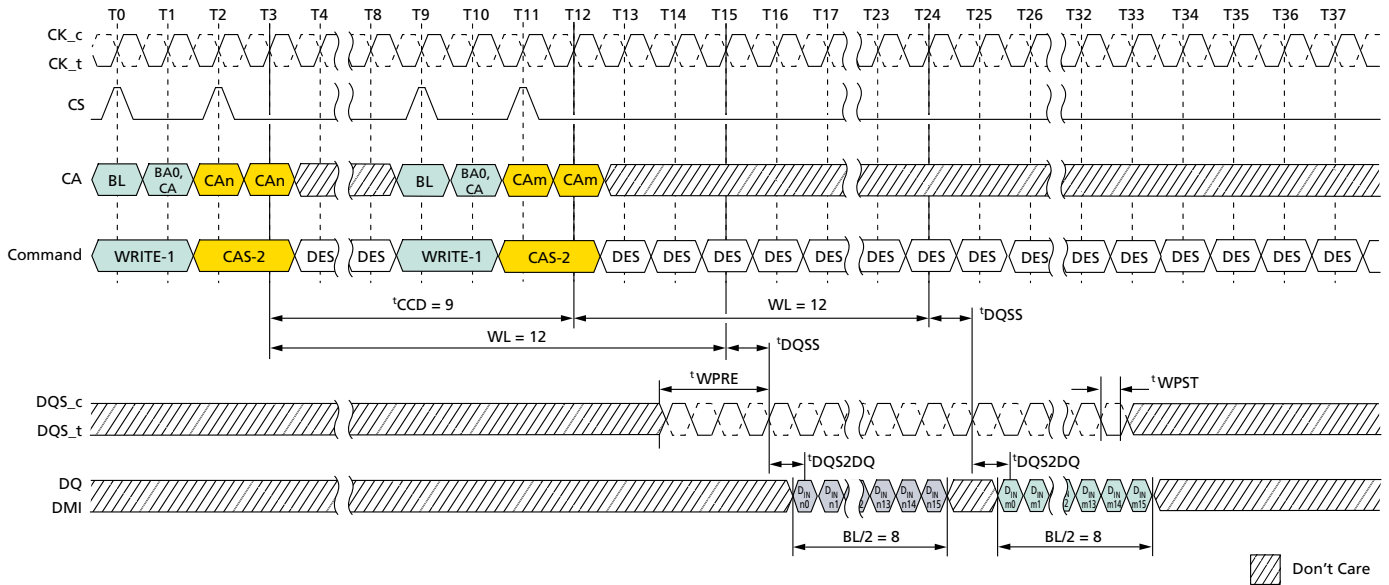 T0 T1 T2 T3 T4 T8 T9 T10 T11 T12 T13 T14 T15 T16 T17 T23 T24 T25 T26 T32 T33 T34 T35 T36 T37
CK_c
CK_t
CS
CA BL BA0, CA CAn CAn BL BA0, CA CAm CAm
Command WRITE-1 CAS-2 DES DES WRITE-1 CAS-2 DES DES DES DES DES DES DES DES DES DES DES DES DES DES DES
tCCD = 9 WL = 12 tDQSS
WL = 12 tDQSS
tWPRE tWPST
DQS_c
DQS_t
tDQS2DQ tDQS2DQ
DQ
DMI
DIN n0 DIN n1 DIN n13 DIN n14 DIN n15 DIN m0 DIN m1 DIN m13 DIN m14 DIN m15
BL/2 = 8 BL/2 = 8
Don't Care